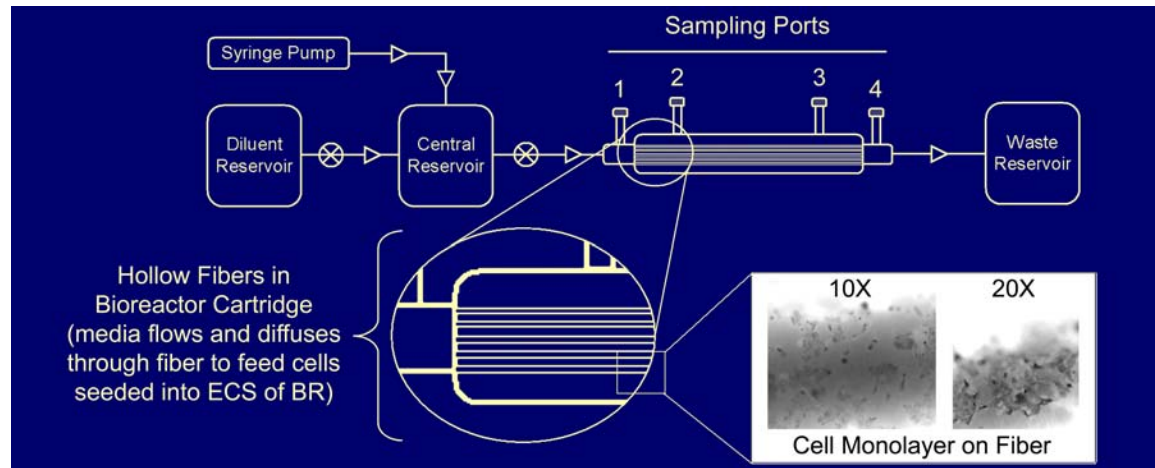 Sampling Ports
Syringe Pump
1
2
3
4
Diluent
Reservoir
Central
Reservoir
Waste
Reservoir
Hollow Fibers in
Bioreactor Cartridge
(media flows and diffuses
through fiber to feed cells
seeded into ECS of BR)
10X
20X
Cell Monolayer on Fiber